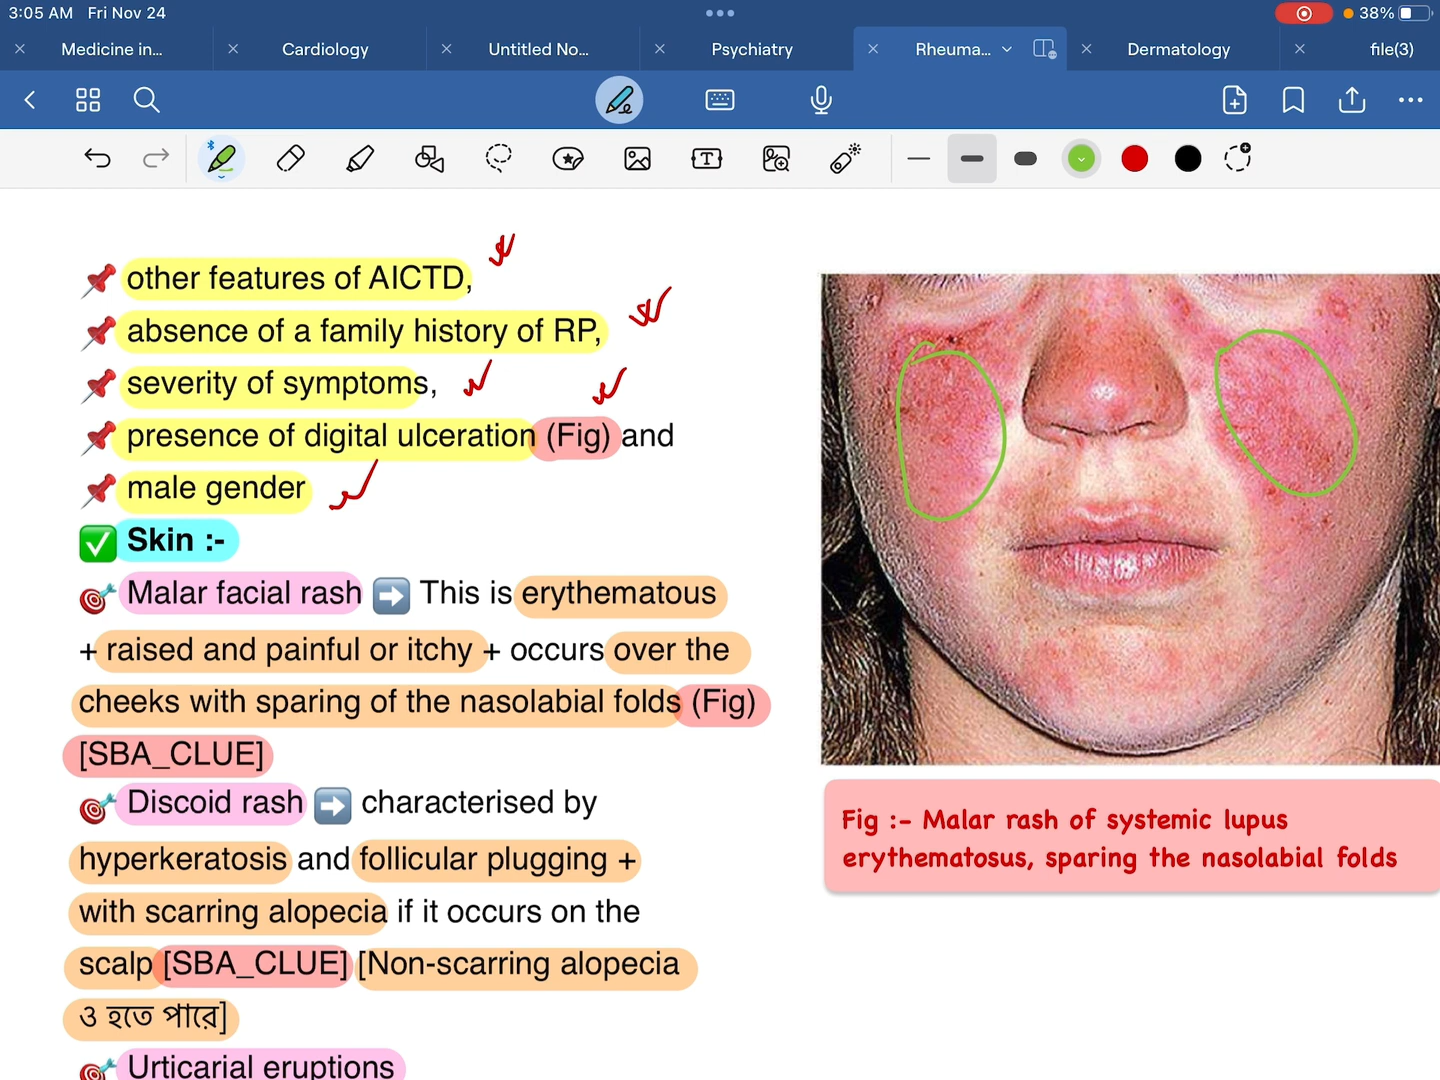 3:05 AM Fri Nov 24
38%
Medicine in...
Cardiology
Untitled No...
Psychiatry
Rheuma...
Dermatology
file(3)
other features of AICTD,
absence of a family history of RP,
severity of symptoms,
presence of digital ulceration (Fig) and
male gender
Skin :-
Malar facial rash ➡ This is erythematous
+ raised and painful or itchy + occurs over the
cheeks with sparing of the nasolabial folds (Fig)
[SBA_CLUE]
Discoid rash ➡ characterised by
hyperkeratosis and follicular plugging +
with scarring alopecia if it occurs on the
scalp [SBA_CLUE] [Non-scarring alopecia
ও হতে পারে]
Urticarial eruptions
Fig :- Malar rash of systemic lupus
erythematosus, sparing the nasolabial folds